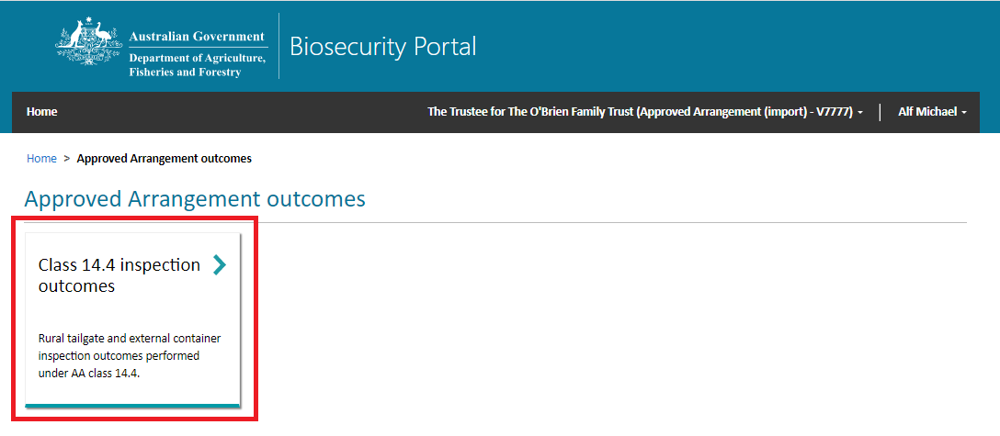 Australian Government
Department of Agriculture,
Fisheries and Forestry
Biosecurity Portal
Home
The Trustee for The O'Brien Family Trust (Approved Arrangement (import) - V7777)
Alf Michael
Home > Approved Arrangement outcomes
Approved Arrangement outcomes
Class 14.4 inspection
outcomes
Rural tailgate and external container
inspection outcomes performed
under AA class 14.4.